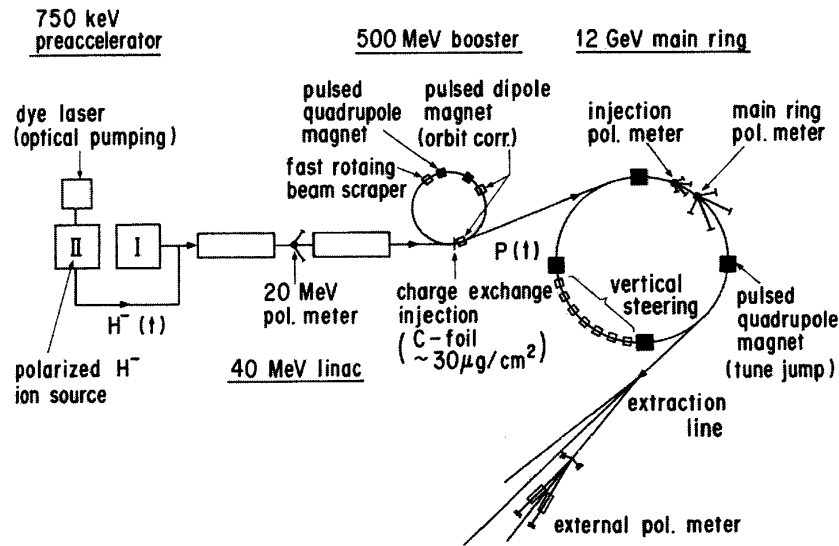 750 keV
preaccelerator
500 MeV booster
12 GeV main ring
dye laser
(optical pumping)
pulsed
quadrupole
magnet
pulsed dipole
magnet
(orbit corr.)
injection
pol. meter
main ring
pol. meter
fast rotaing
beam scraper
II
I
P(↑)
H⁻(↑)
20 MeV
pol. meter
charge exchange
injection
(C-foil
~30μg/cm²)
vertical
steering
pulsed
quadrupole
magnet
(tune jump)
polarized H⁻
ion source
40 MeV linac
extraction
line
external pol. meter